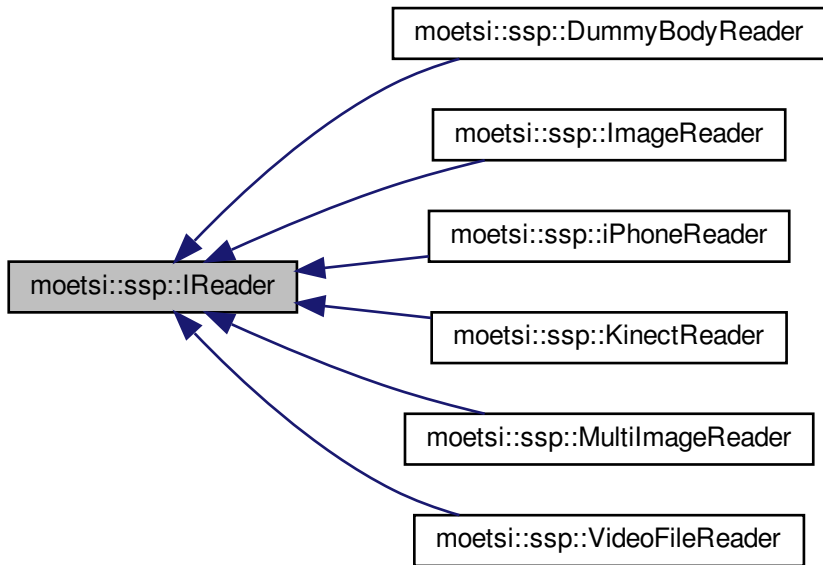 moetsi::ssp::DummyBodyReader
moetsi::ssp::ImageReader
moetsi::ssp::iPhoneReader
moetsi::ssp::IReader
moetsi::ssp::KinectReader
moetsi::ssp::MultiImageReader
moetsi::ssp::VideoFileReader